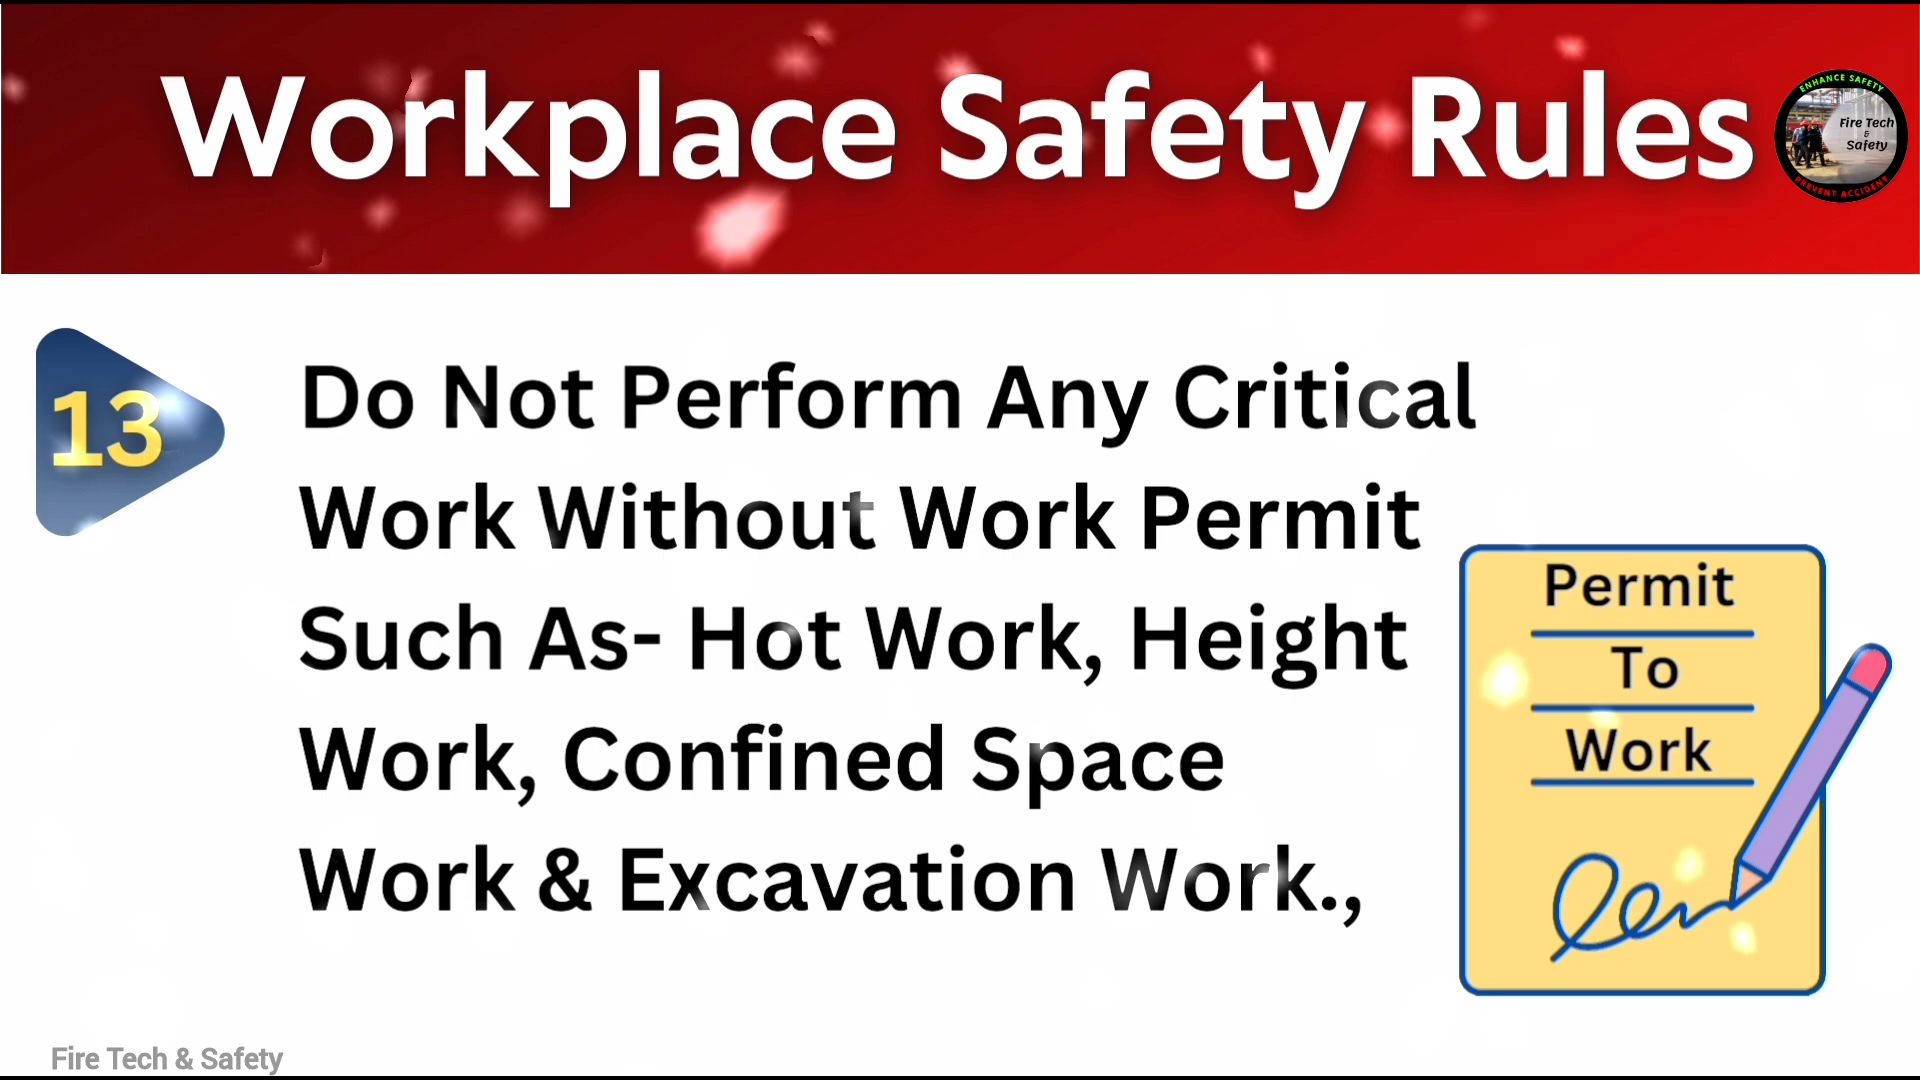 Workplace Safety Rules
ENHANCE SAFETY
Fire Tech
&
Safety
PREVENT ACCIDENT
13
Do Not Perform Any Critical
Work Without Work Permit
Such As- Hot Work, Height
Work, Confined Space
Work & Excavation Work.,
Permit
To
Work
Fire Tech & Safety